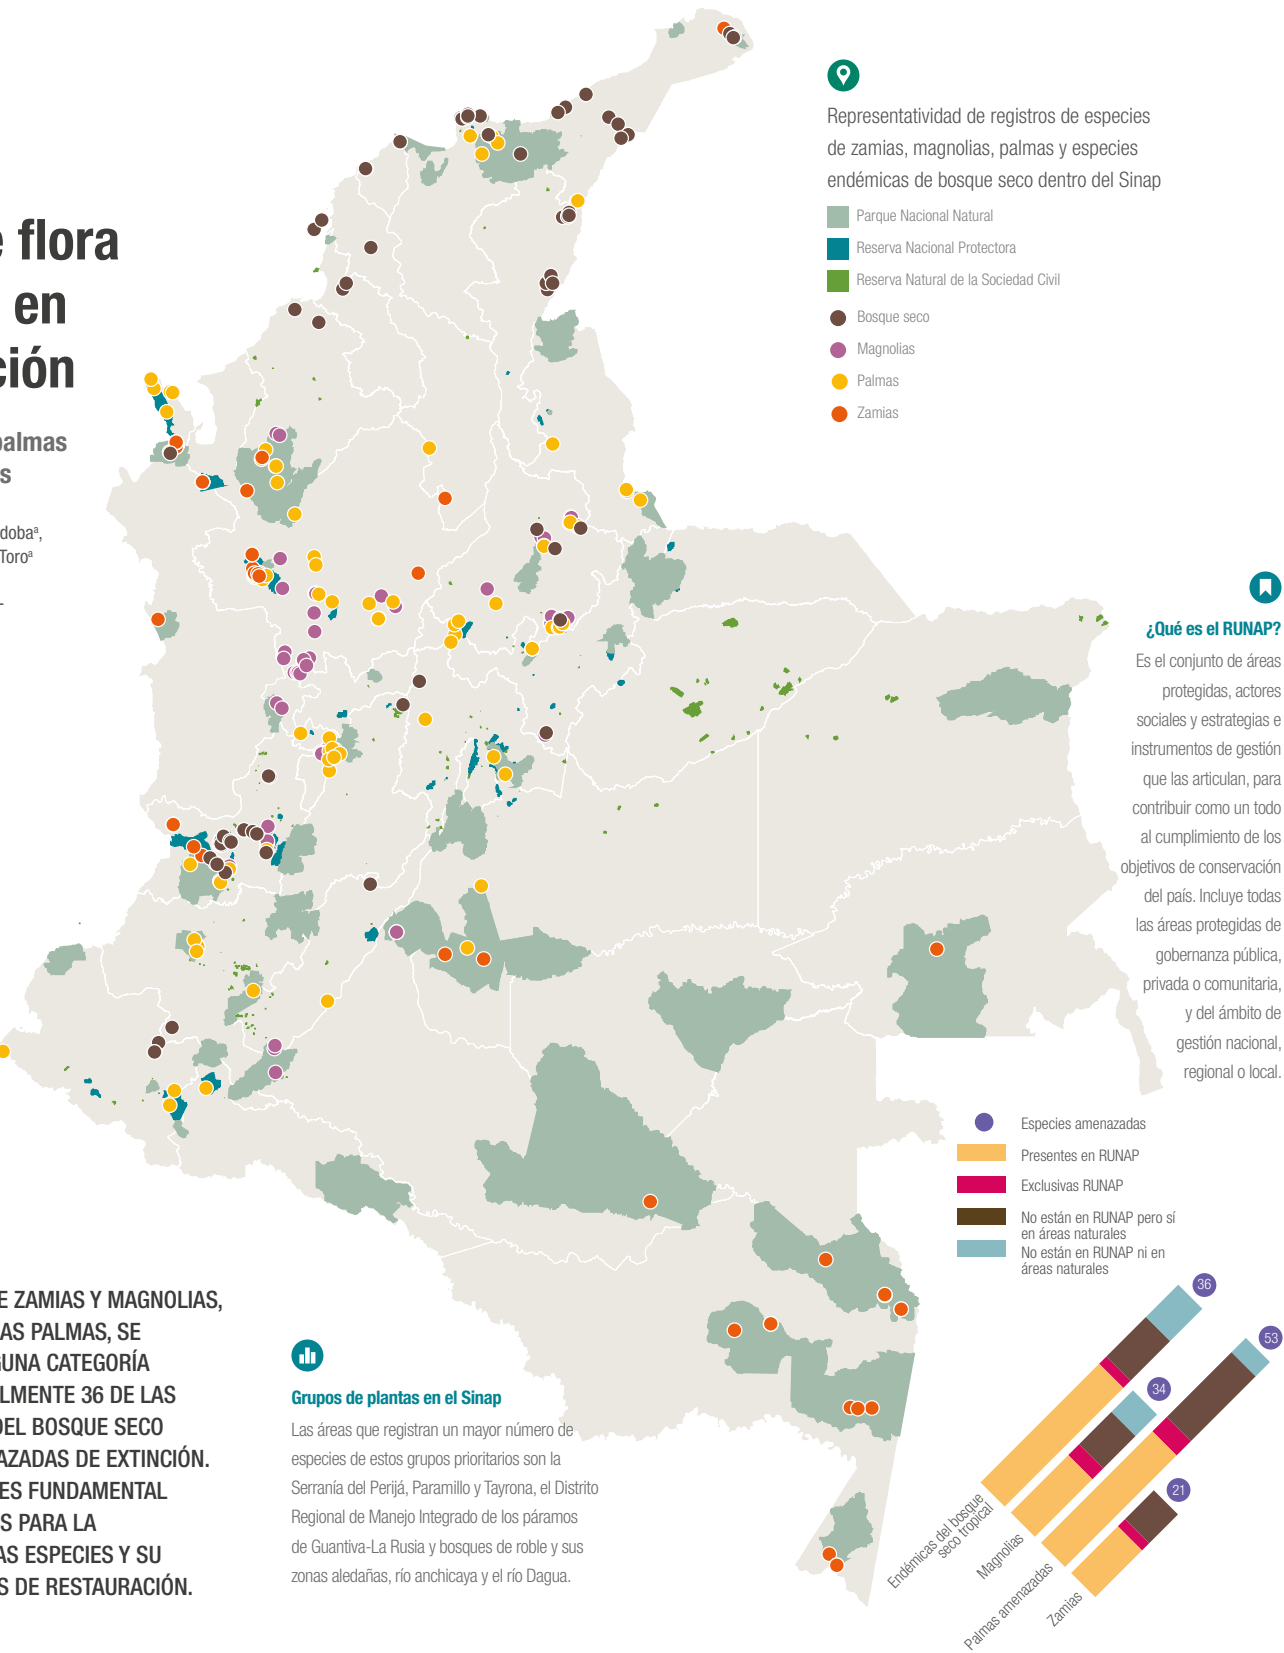 e flora
en
ción
palmas
s
doba<sup>a</sup>,
Toro<sup>a</sup>
-
Representatividad de registros de especies
de zamias, magnolias, palmas y especies
endémicas de bosque seco dentro del Sinap
Parque Nacional Natural
Reserva Nacional Protectora
Reserva Natural de la Sociedad Civil
Bosque seco
Magnolias
Palmas
Zamias
¿Qué es el RUNAP?
Es el conjunto de áreas
protegidas, actores
sociales y estrategias e
instrumentos de gestión
que las articulan, para
contribuir como un todo
al cumplimiento de los
objetivos de conservación
del país. Incluye todas
las áreas protegidas de
gobernanza pública,
privada o comunitaria,
y del ámbito de
gestión nacional,
regional o local.
Especies amenazadas
Presentes en RUNAP
Exclusivas RUNAP
No están en RUNAP pero sí
en áreas naturales
No están en RUNAP ni en
áreas naturales
36
53
34
21
Endémicas del bosque
seco tropical
Magnolias
Palmas amenazadas
Zamias
E ZAMIAS Y MAGNOLIAS,
AS PALMAS, SE
GUNA CATEGORÍA
LMENTE 36 DE LAS
DEL BOSQUE SECO
AZADAS DE EXTINCIÓN.
ES FUNDAMENTAL
S PARA LA
AS ESPECIES Y SU
S DE RESTAURACIÓN.
Grupos de plantas en el Sinap
Las áreas que registran un mayor número de
especies de estos grupos prioritarios son la
Serranía del Perijá, Paramillo y Tayrona, el Distrito
Regional de Manejo Integrado de los páramos
de Guantiva-La Rusia y bosques de roble y sus
zonas aledañas, río anchicaya y el río Dagua.